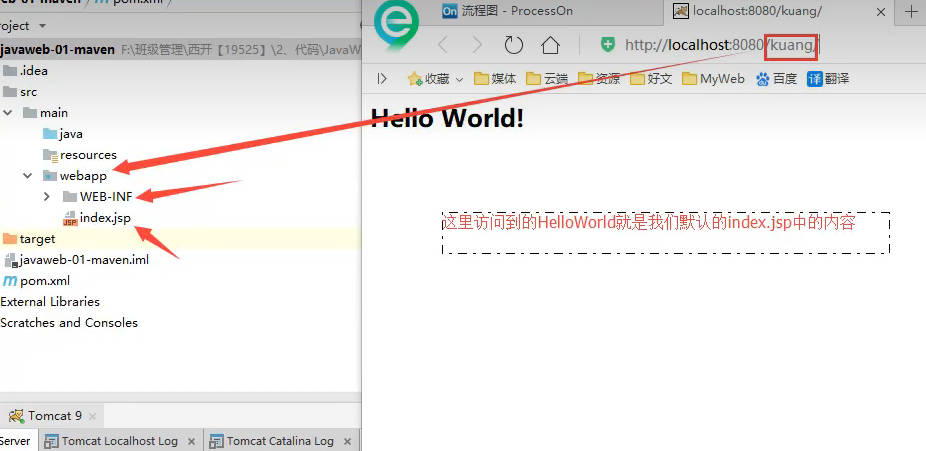 eb-01-maven / pom.xml /
roject
javaweb-01-maven F:\班级管理\西开【19525】\2、代码\JavaW
.idea
src
main
java
resources
webapp
WEB-INF
JSP index.jsp
target
javaweb-01-maven.iml
m pom.xml
External Libraries
Scratches and Consoles
Tomcat 9
Server
Tomcat Localhost Log
Tomcat Catalina Log
On 流程图 - ProcessOn
localhost:8080/kuang/
http://localhost:8080/kuang/
收藏 媒体 云端 资源 好文 MyWeb 百度 译 翻译
Hello World!
这里访问到的HelloWorld就是我们默认的index.jsp中的内容